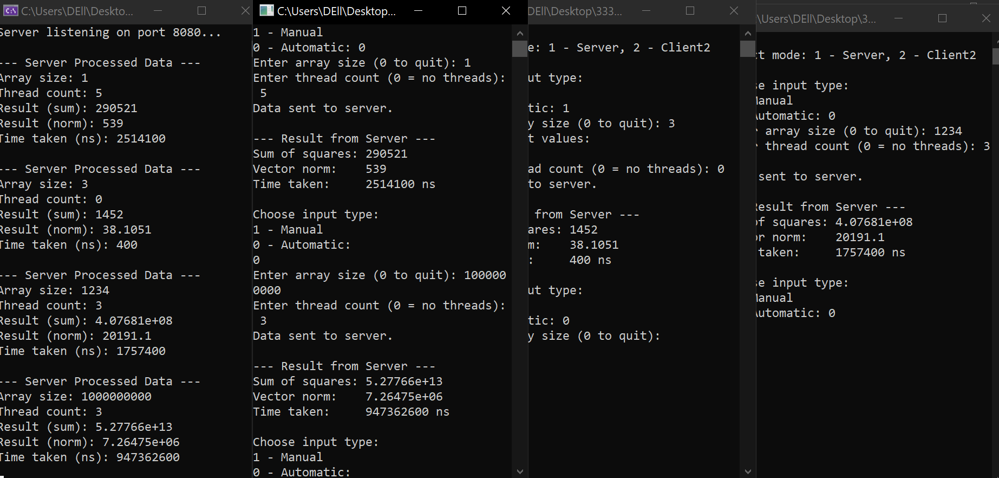 C:\Users\DEll\Deskto...
Server listening on port 8080...
--- Server Processed Data ---
Array size: 1
Thread count: 5
Result (sum): 290521
Result (norm): 539
Time taken (ns): 2514100
--- Server Processed Data ---
Array size: 3
Thread count: 0
Result (sum): 1452
Result (norm): 38.1051
Time taken (ns): 400
--- Server Processed Data ---
Array size: 1234
Thread count: 3
Result (sum): 4.07681e+08
Result (norm): 20191.1
Time taken (ns): 1757400
--- Server Processed Data ---
Array size: 1000000000
Thread count: 3
Result (sum): 5.27766e+13
Result (norm): 7.26475e+06
Time taken (ns): 947362600
C:\Users\DEll\Desktop...
1 - Manual
0 - Automatic: 0
Enter array size (0 to quit): 1
Enter thread count (0 = no threads):
5
Data sent to server.
--- Result from Server ---
Sum of squares: 290521
Vector norm:    539
Time taken:     2514100 ns
Choose input type:
1 - Manual
0 - Automatic:
0
Enter array size (0 to quit): 100000
0000
Enter thread count (0 = no threads):
3
Data sent to server.
--- Result from Server ---
Sum of squares: 5.27766e+13
Vector norm:    7.26475e+06
Time taken:     947362600 ns
Choose input type:
1 - Manual
0 - Automatic:
DEll\Desktop\333...
e: 1 - Server, 2 - Client2
ut type:
tic: 1
y size (0 to quit): 3
t values:
ad count (0 = no threads): 0
to server.
from Server ---
ares: 1452
m:    38.1051
:     400 ns
ut type:
tic: 0
y size (0 to quit):
\Users\DEll\Desktop\3...
ct mode: 1 - Server, 2 - Client2
se input type:
Manual
Automatic: 0
r array size (0 to quit): 1234
r thread count (0 = no threads): 3
sent to server.
Result from Server ---
of squares: 4.07681e+08
or norm:    20191.1
taken:     1757400 ns
se input type:
Manual
Automatic: 0